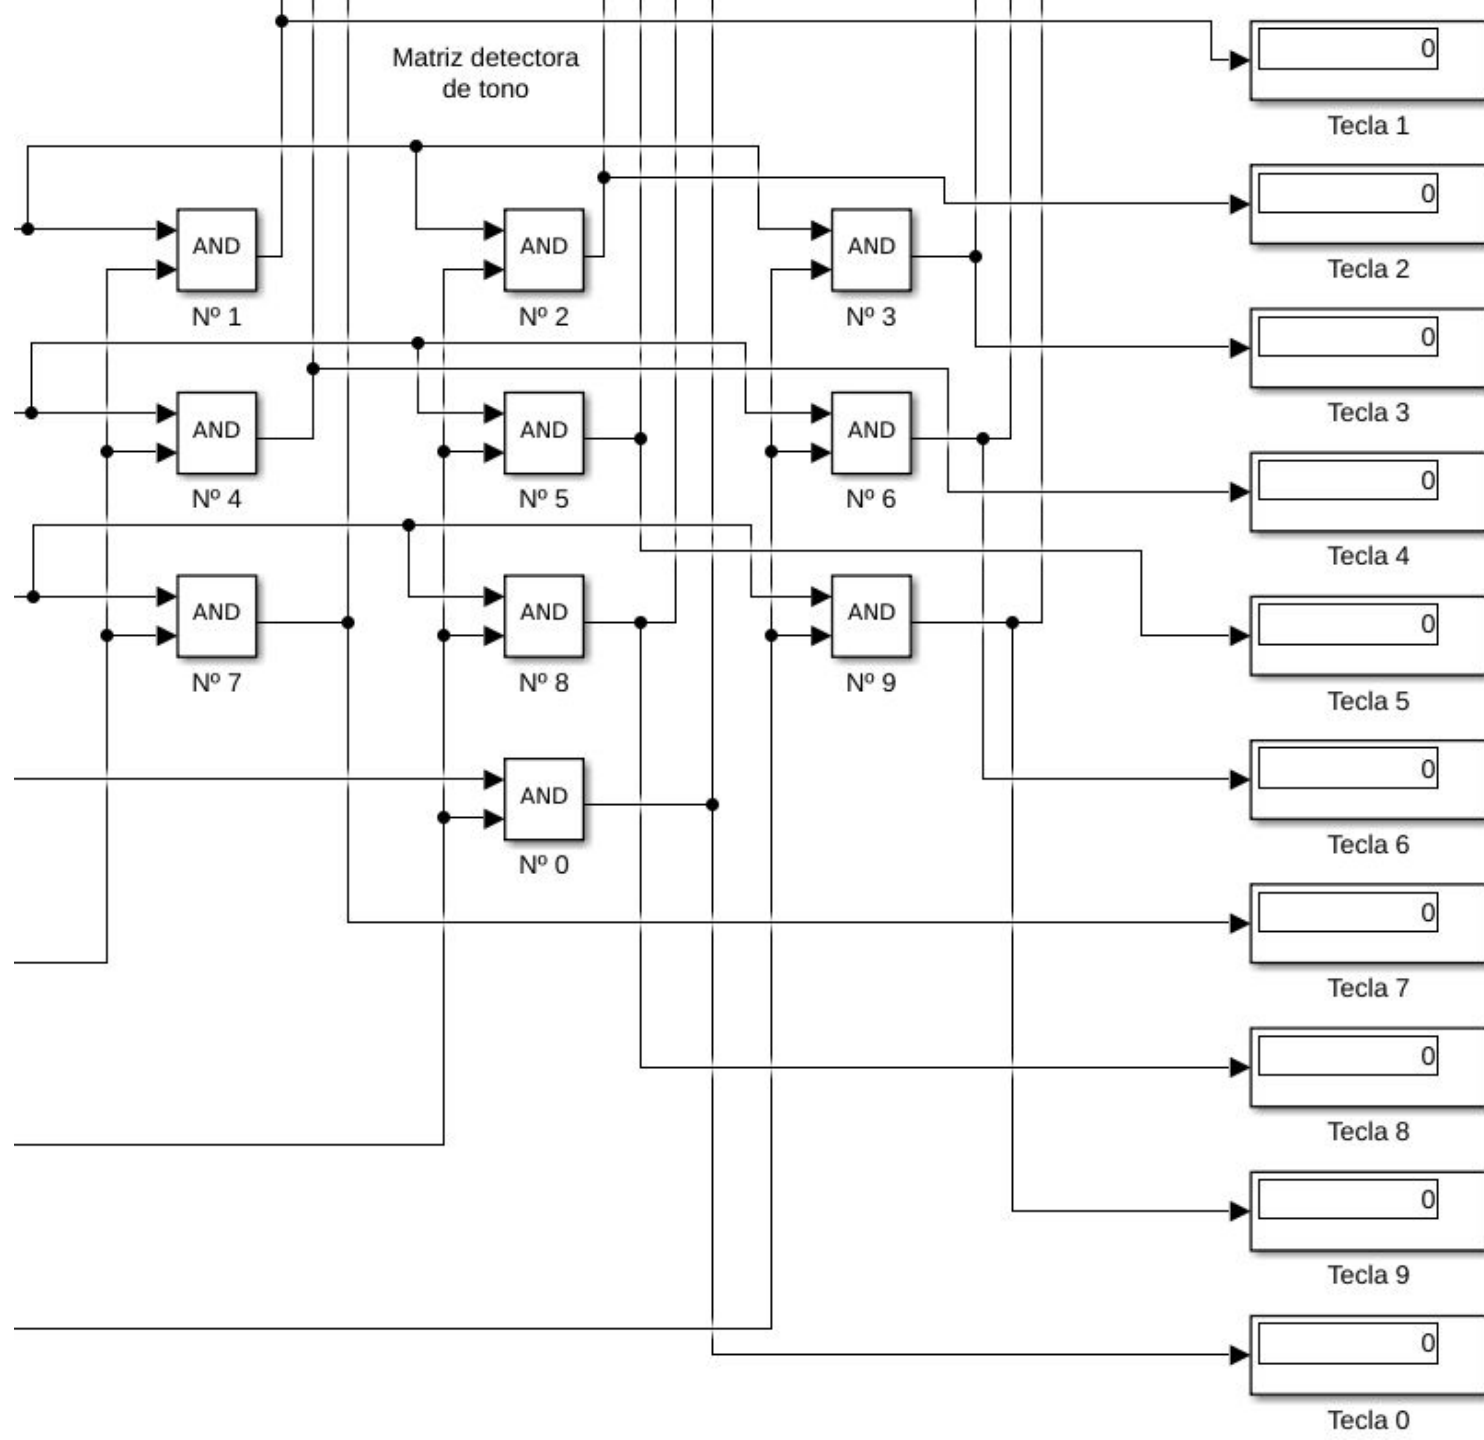 Matriz detectora
de tono
0
Tecla 1
0
Tecla 2
AND
AND
AND
Nº 1
Nº 2
Nº 3
0
Tecla 3
AND
AND
AND
Nº 4
Nº 5
Nº 6
0
Tecla 4
AND
AND
AND
Nº 7
Nº 8
Nº 9
0
Tecla 5
AND
Nº 0
0
Tecla 6
0
Tecla 7
0
Tecla 8
0
Tecla 9
0
Tecla 0